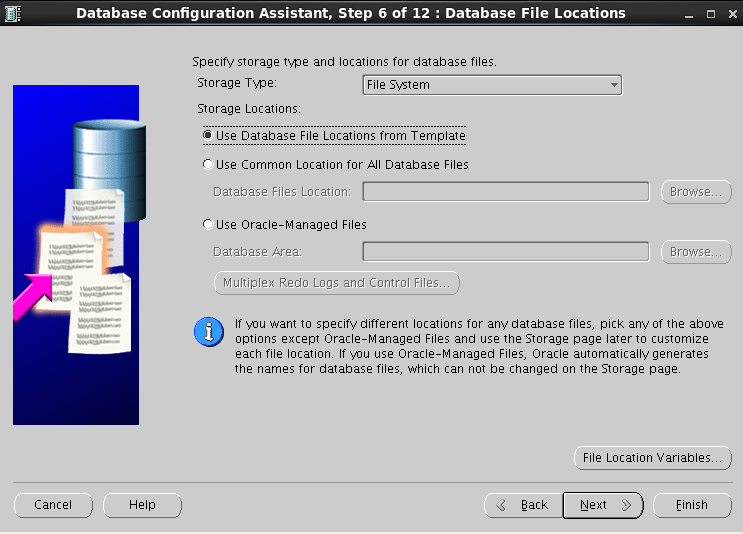 Database Configuration Assistant, Step 6 of 12 : Database File Locations
Specify storage type and locations for database files.
Storage Type: File System
Storage Locations:
Use Database File Locations from Template
Use Common Location for All Database Files
Database Files Location: Browse...
Use Oracle-Managed Files
Database Area: Browse...
Multiplex Redo Logs and Control Files...
If you want to specify different locations for any database files, pick any of the above
options except Oracle-Managed Files and use the Storage page later to customize
each file location. If you use Oracle-Managed Files, Oracle automatically generates
the names for database files, which can not be changed on the Storage page.
File Location Variables...
Cancel Help Back Next Finish